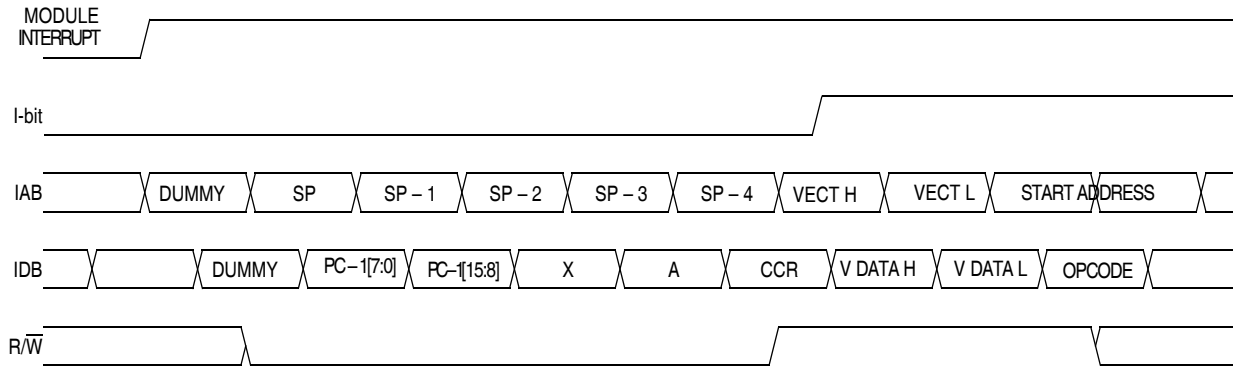 MODULE
INTERRUPT
I-bit
IAB DUMMY SP SP – 1 SP – 2 SP – 3 SP – 4 VECT H VECT L START ADDRESS
IDB DUMMY PC – 1[7:0] PC–1[15:8] X A CCR V DATA H V DATA L OPCODE
R/W̅